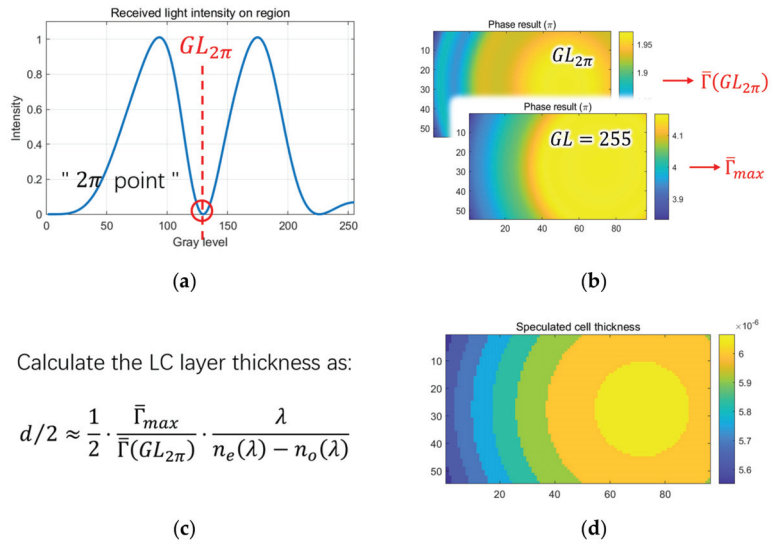 Received light intensity on region
GL2π
1
0.8
0.6
0.4
0.2
0
Intensity
" 2π point "
0 50 100 150 200 250
Gray level
(a)
Phase result (π)
GL2π
10
20
30
40
50
1.95
1.9
Γ̄(GL2π)
Phase result (π)
GL = 255
10
20
30
40
50
20 40 60 80
4.1
4
3.9
Γ̄max
(b)
Calculate the LC layer thickness as:
d/2 ≈ 1/2 · Γ̄max/Γ̄(GL2π) · λ/(ne(λ) − no(λ))
(c)
Speculated cell thickness
×10⁻⁶
10
20
30
40
50
20 40 60 80
6
5.9
5.8
5.7
5.6
(d)